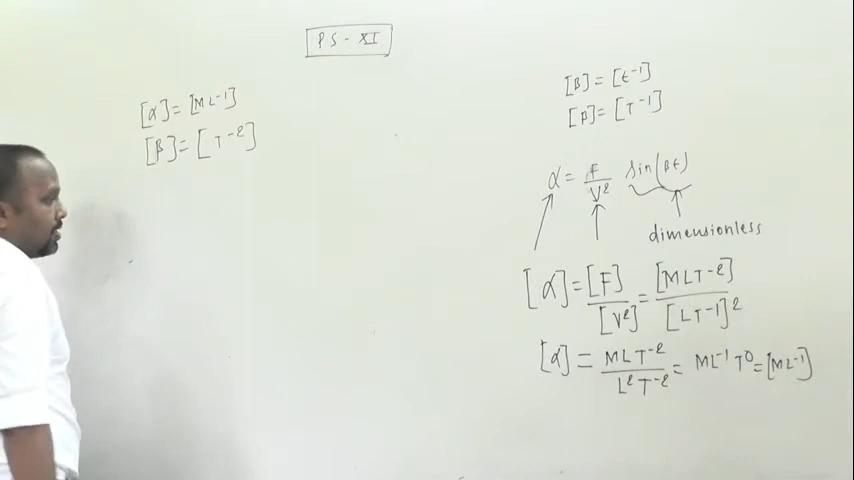 PS - XI
[α] = [ML⁻¹]
[β] = [T⁻²]
[β] = [t⁻¹]
[β] = [T⁻¹]
α = F/V² sin(βt)
dimensionless
[α] = [F]/[V²] = [MLT⁻²]/[LT⁻¹]²
[α] = MLT⁻²/L²T⁻² = ML⁻¹T⁰ = [ML⁻¹]